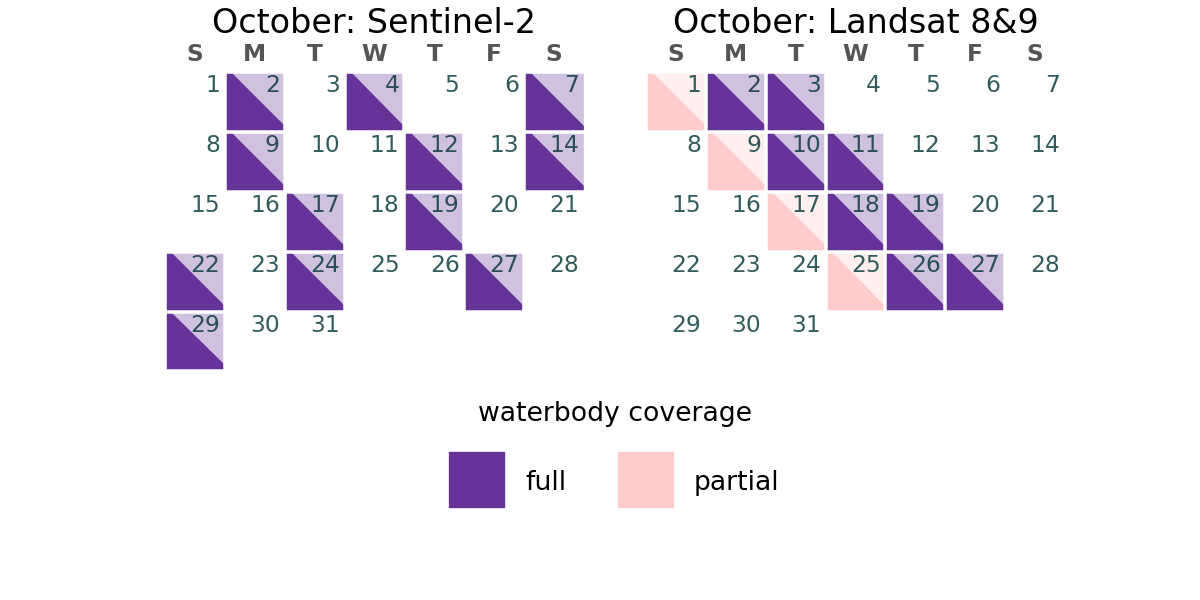 October: Sentinel-2
S M T W T F S
1 2 3 4 5 6 7
8 9 10 11 12 13 14
15 16 17 18 19 20 21
22 23 24 25 26 27 28
29 30 31
October: Landsat 8&9
S M T W T F S
1 2 3 4 5 6 7
8 9 10 11 12 13 14
15 16 17 18 19 20 21
22 23 24 25 26 27 28
29 30 31
waterbody coverage
full partial